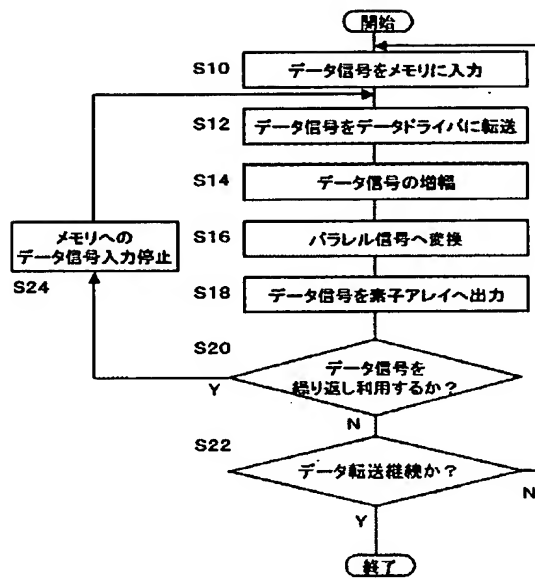 開始
S10
データ信号をメモリに入力
S12
データ信号をデータドライバに転送
S14
データ信号の増幅
S16
パラレル信号へ変換
メモリへの
データ信号入力停止
S24
S18
データ信号を素子アレイへ出力
S20
データ信号を
繰り返し利用するか？
Y
N
S22
データ転送継続か？
N
Y
終了